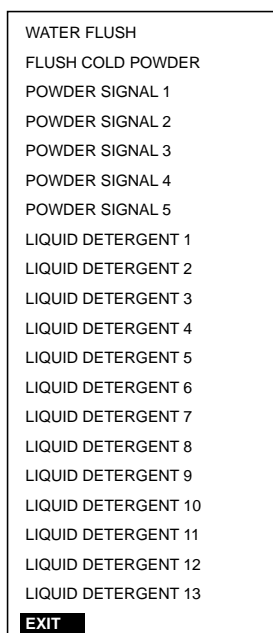 WATER FLUSH
FLUSH COLD POWDER
POWDER SIGNAL 1
POWDER SIGNAL 2
POWDER SIGNAL 3
POWDER SIGNAL 4
POWDER SIGNAL 5
LIQUID DETERGENT 1
LIQUID DETERGENT 2
LIQUID DETERGENT 3
LIQUID DETERGENT 4
LIQUID DETERGENT 5
LIQUID DETERGENT 6
LIQUID DETERGENT 7
LIQUID DETERGENT 8
LIQUID DETERGENT 9
LIQUID DETERGENT 10
LIQUID DETERGENT 11
LIQUID DETERGENT 12
LIQUID DETERGENT 13
EXIT